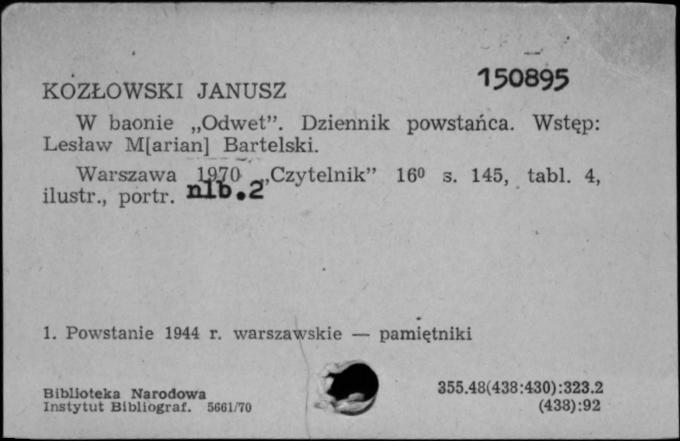 150895
KOZŁOWSKI JANUSZ
W baonie „Odwet”. Dziennik powstańca. Wstęp:
Lesław M[arian] Bartelski.
Warszawa 1970 „Czytelnik” 16⁰ s. 145, tabl. 4,
ilustr., portr. nlb.2
1. Powstanie 1944 r. warszawskie — pamiętniki
Biblioteka Narodowa
Instytut Bibliograf. 5661/70
355.48(438:430):323.2
(438):92